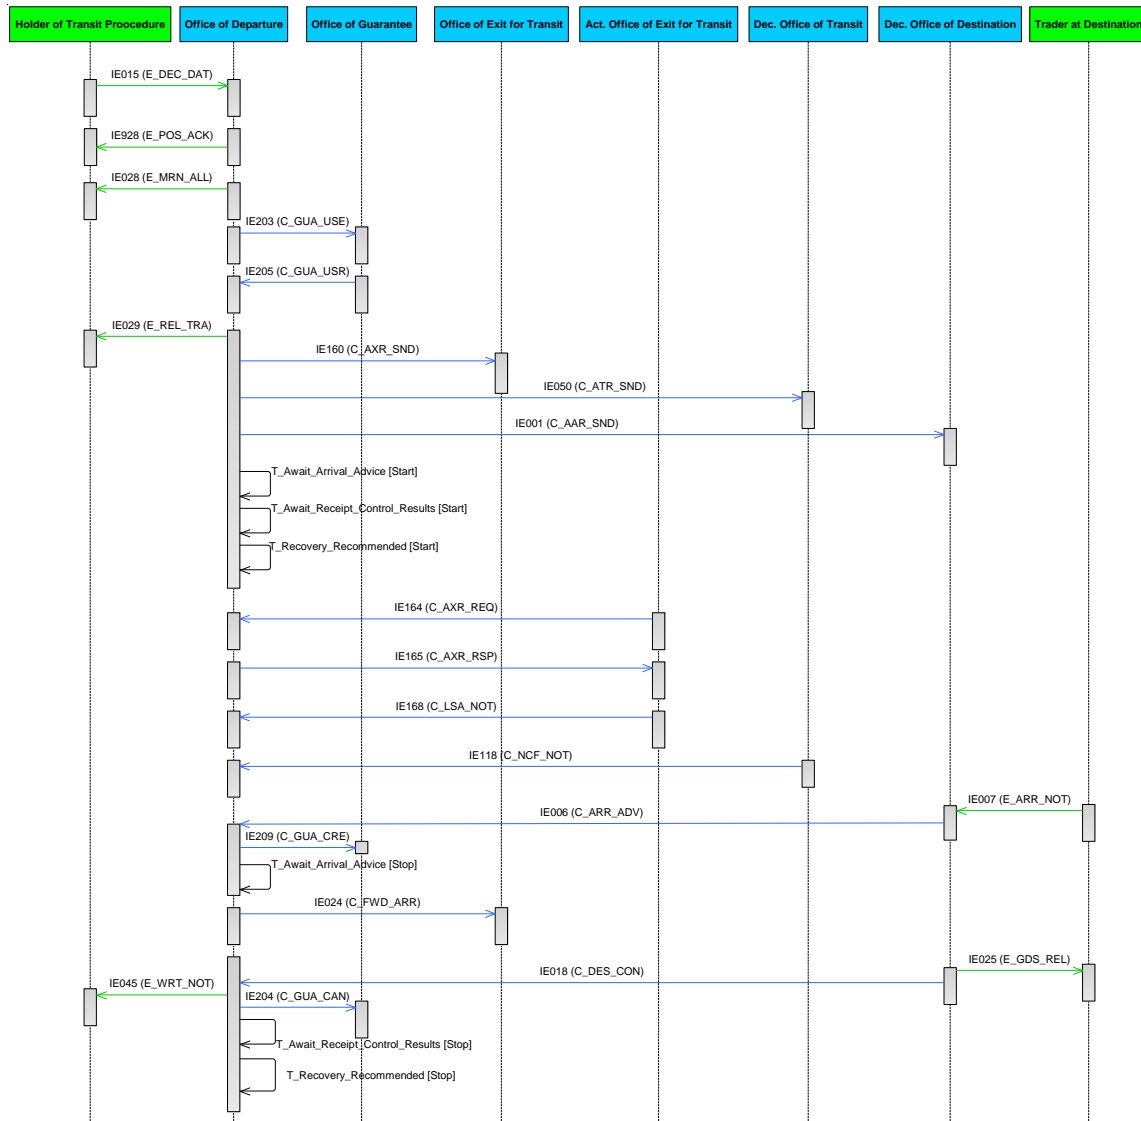 Holder of Transit Proocedure
Office of Departure
Office of Guarantee
Office of Exit for Transit
Act. Office of Exit for Transit
Dec. Office of Transit
Dec. Office of Destination
Trader at Destination
IE015 (E_DEC_DAT)
IE928 (E_POS_ACK)
IE028 (E_MRN_ALL)
IE203 (C_GUA_USE)
IE205 (C_GUA_USR)
IE029 (E_REL_TRA)
IE160 (C_AXR_SND)
IE050 (C_ATR_SND)
IE001 (C_AAR_SND)
T_Await_Arrival_Advice [Start]
T_Await_Receipt_Control_Results [Start]
T_Recovery_Recommended [Start]
IE164 (C_AXR_REQ)
IE165 (C_AXR_RSP)
IE168 (C_LSA_NOT)
IE118 (C_NCF_NOT)
IE007 (E_ARR_NOT)
IE006 (C_ARR_ADV)
IE209 (C_GUA_CRE)
T_Await_Arrival_Advice [Stop]
IE024 (C_FWD_ARR)
IE025 (E_GDS_REL)
IE018 (C_DES_CON)
IE045 (E_WRT_NOT)
IE204 (C_GUA_CAN)
T_Await_Receipt_Control_Results [Stop]
T_Recovery_Recommended [Stop]